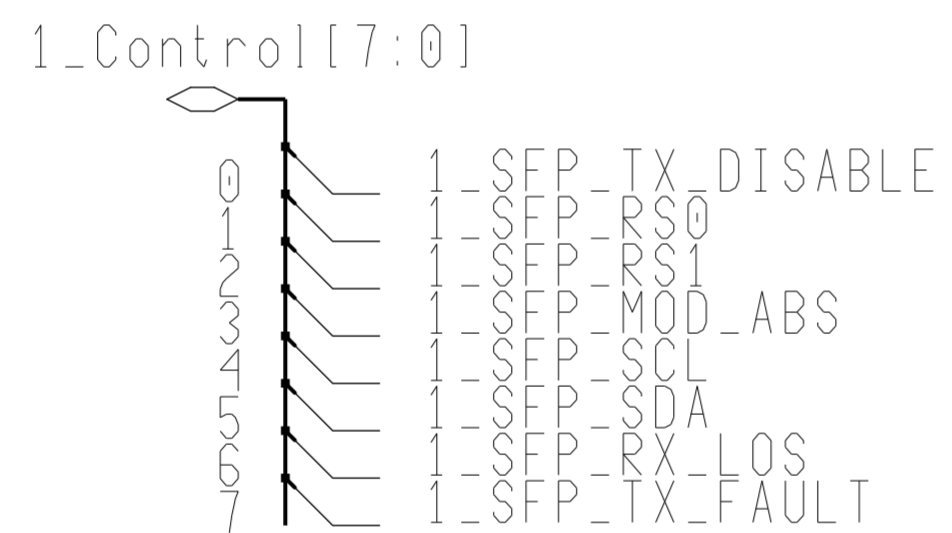 1_Control[7:0]
0 1_SFP_TX_DISABLE
1 1_SFP_RS0
2 1_SFP_RS1
3 1_SFP_MOD_ABS
4 1_SFP_SCL
5 1_SFP_SDA
6 1_SFP_RX_LOS
7 1_SFP_TX_FAULT